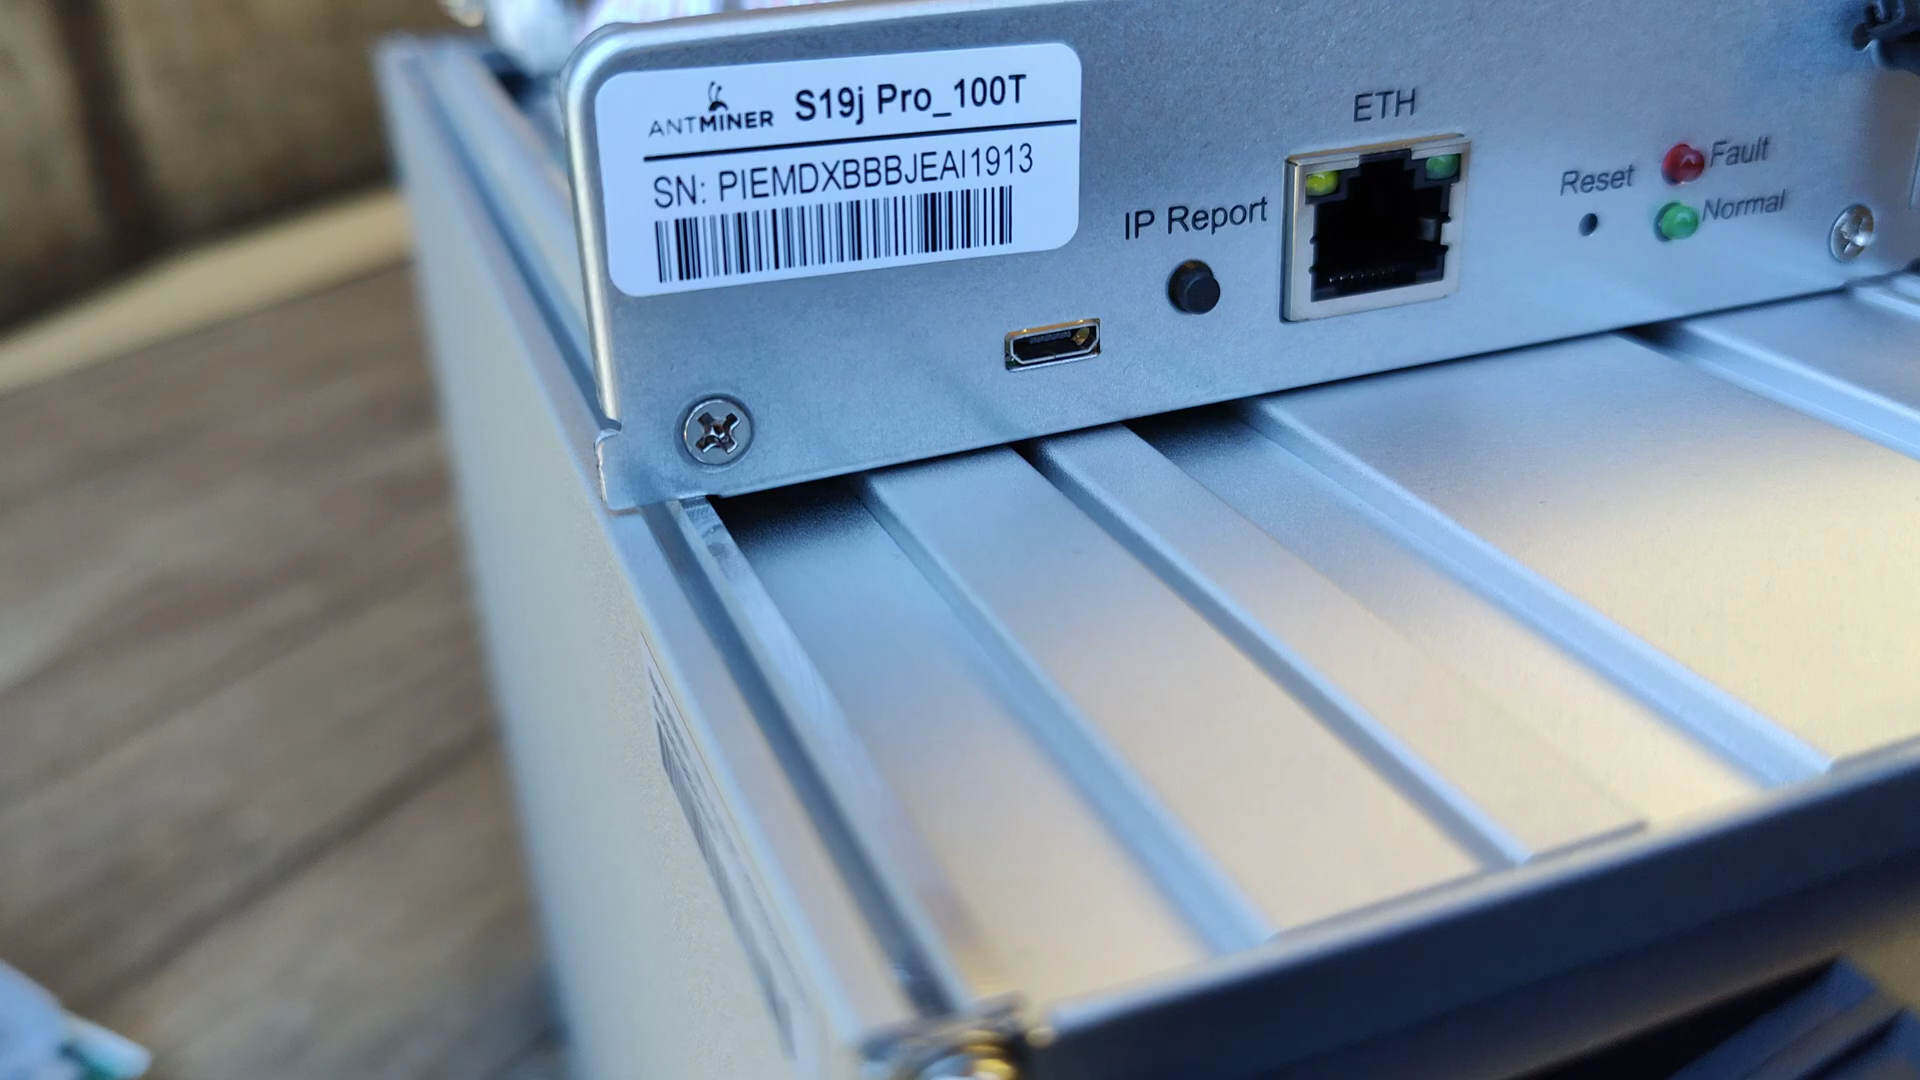 ANTMINER S19j Pro_100T
SN: PIEMDXBBBJEAI1913
ETH
IP Report
Reset
Fault
Normal